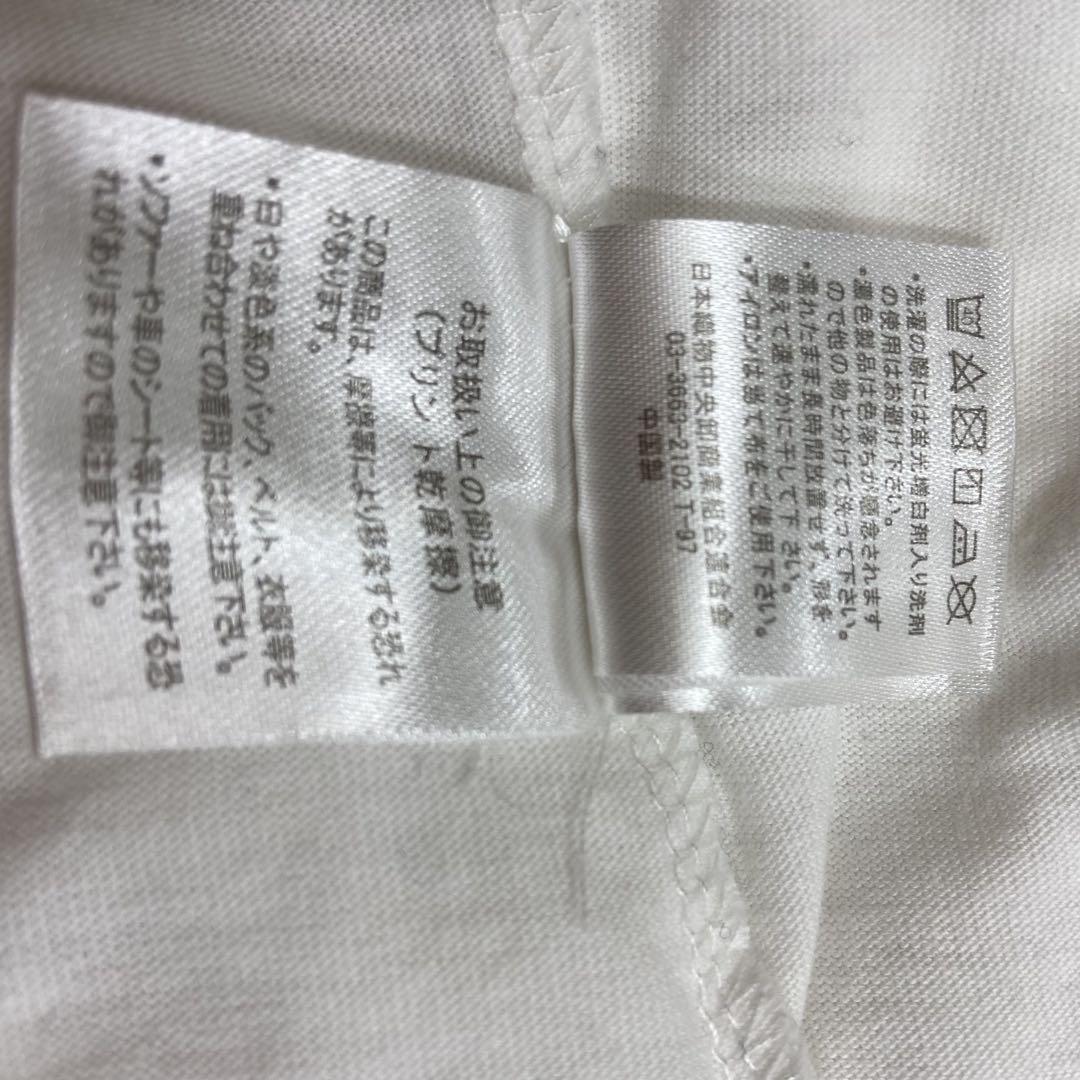 ・洗濯の際には蛍光増白剤入り洗剤
の使用はお避け下さい。
・濃色製品は色落ちが懸念されます
ので他の物と分けて洗って下さい。
・濡れたまま長時間放置せず、形を
整えて速やかに干して下さい。
・アイロンは当て布をご使用下さい。
日本織物中央卸商業組合連合会
03-3663-2102 T-97
中国製
お取扱い上の御注意
(プリント乾摩擦)
この商品は、摩擦等により移染する恐れ
があります。
・白や淡色系のバック、ベルト、衣服等を
重ね合わせての着用には御注意下さい。
・ソファーや車のシート等にも移染する恐
れがありますので御注意下さい。